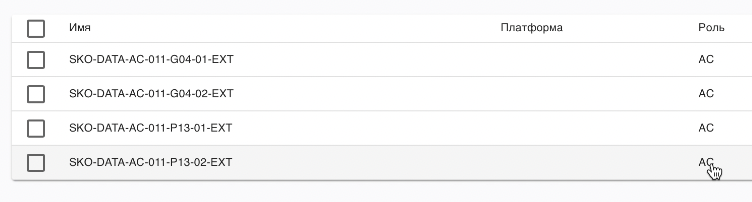 Имя Платформа Роль
SKO-DATA-AC-011-G04-01-EXT AC
SKO-DATA-AC-011-G04-02-EXT AC
SKO-DATA-AC-011-P13-01-EXT AC
SKO-DATA-AC-011-P13-02-EXT AC